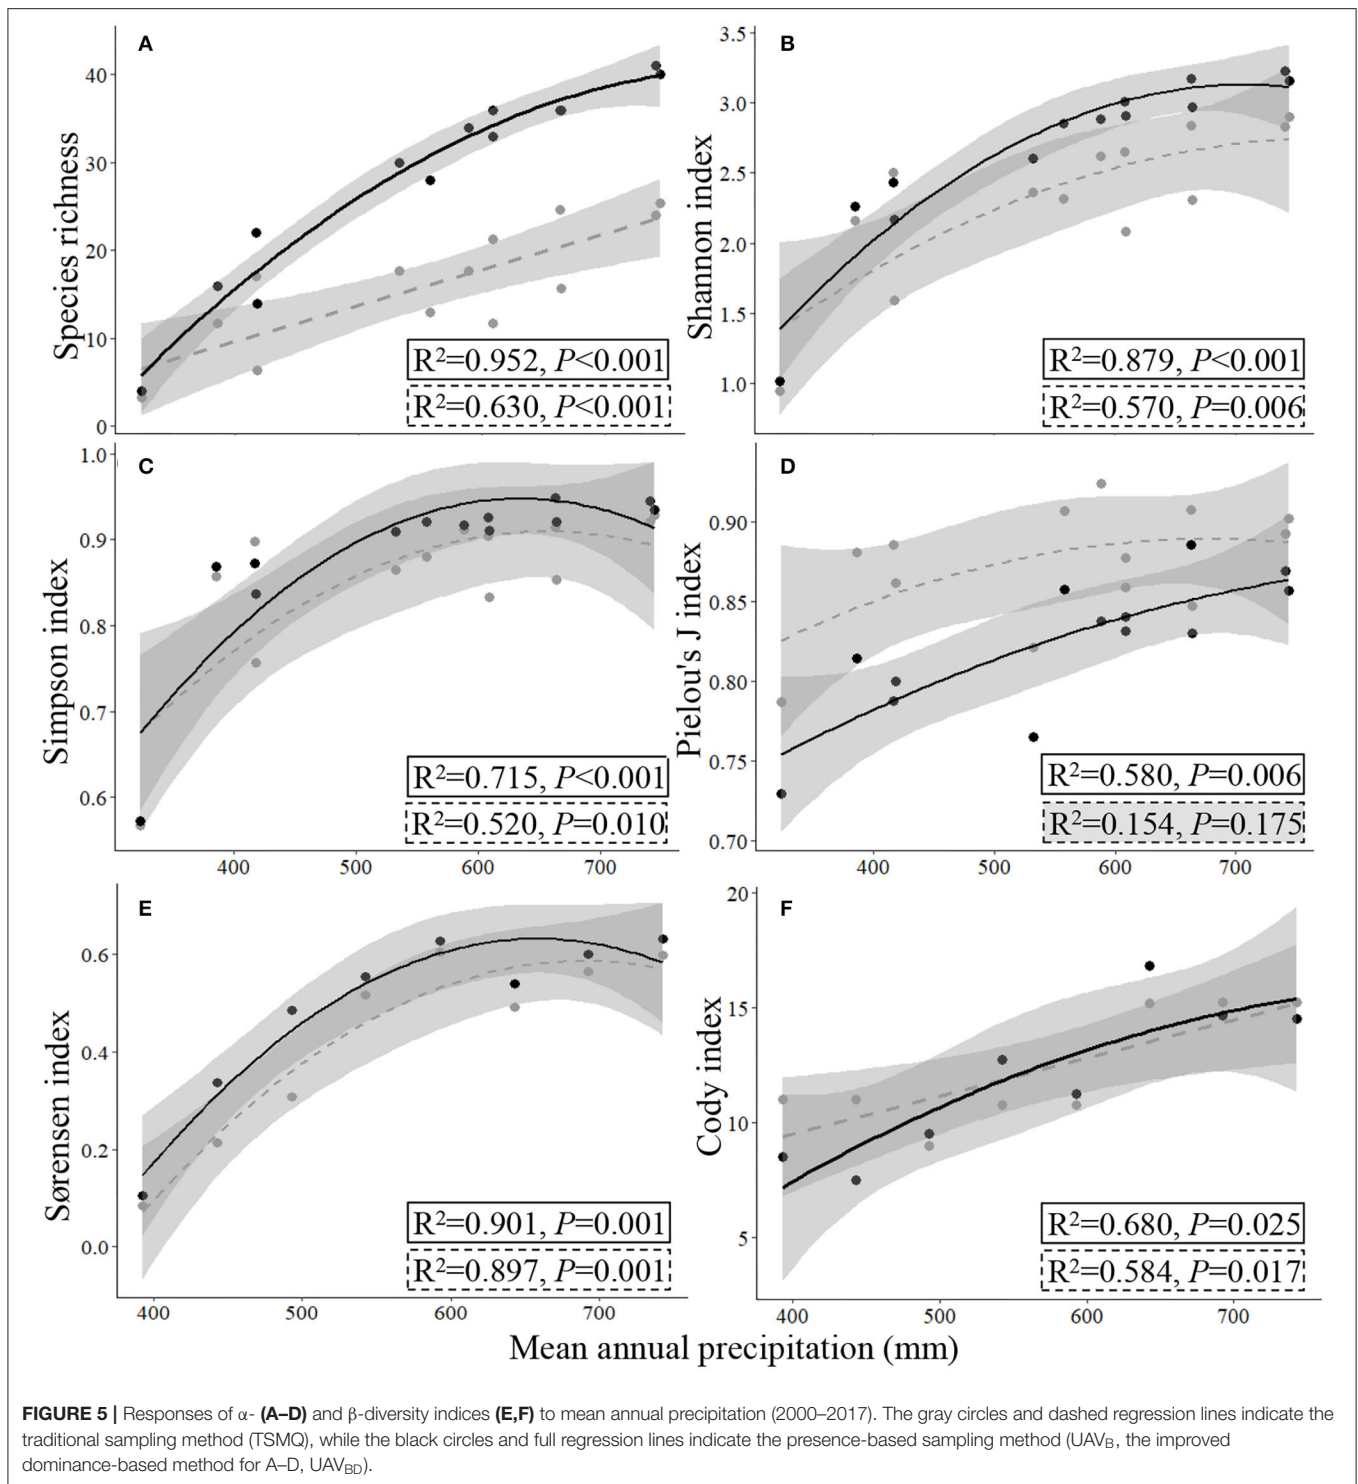 A
Species richness
40
30
20
10
0
R²=0.952, P<0.001
R²=0.630, P<0.001
B
Shannon index
3.5
3.0
2.5
2.0
1.5
1.0
R²=0.879, P<0.001
R²=0.570, P=0.006
C
Simpson index
1.0
0.9
0.8
0.7
0.6
R²=0.715, P<0.001
R²=0.520, P=0.010
400 500 600 700
D
Pielou's J index
0.90
0.85
0.80
0.75
0.70
R²=0.580, P=0.006
R²=0.154, P=0.175
400 500 600 700
E
Sørensen index
0.6
0.4
0.2
0.0
R²=0.901, P=0.001
R²=0.897, P=0.001
400 500 600 700
F
Cody index
20
15
10
5
R²=0.680, P=0.025
R²=0.584, P=0.017
400 500 600 700
Mean annual precipitation (mm)
FIGURE 5 | Responses of α- (A–D) and β-diversity indices (E,F) to mean annual precipitation (2000–2017). The gray circles and dashed regression lines indicate the
traditional sampling method (TSMQ), while the black circles and full regression lines indicate the presence-based sampling method (UAV_B, the improved
dominance-based method for A–D, UAV_BD).